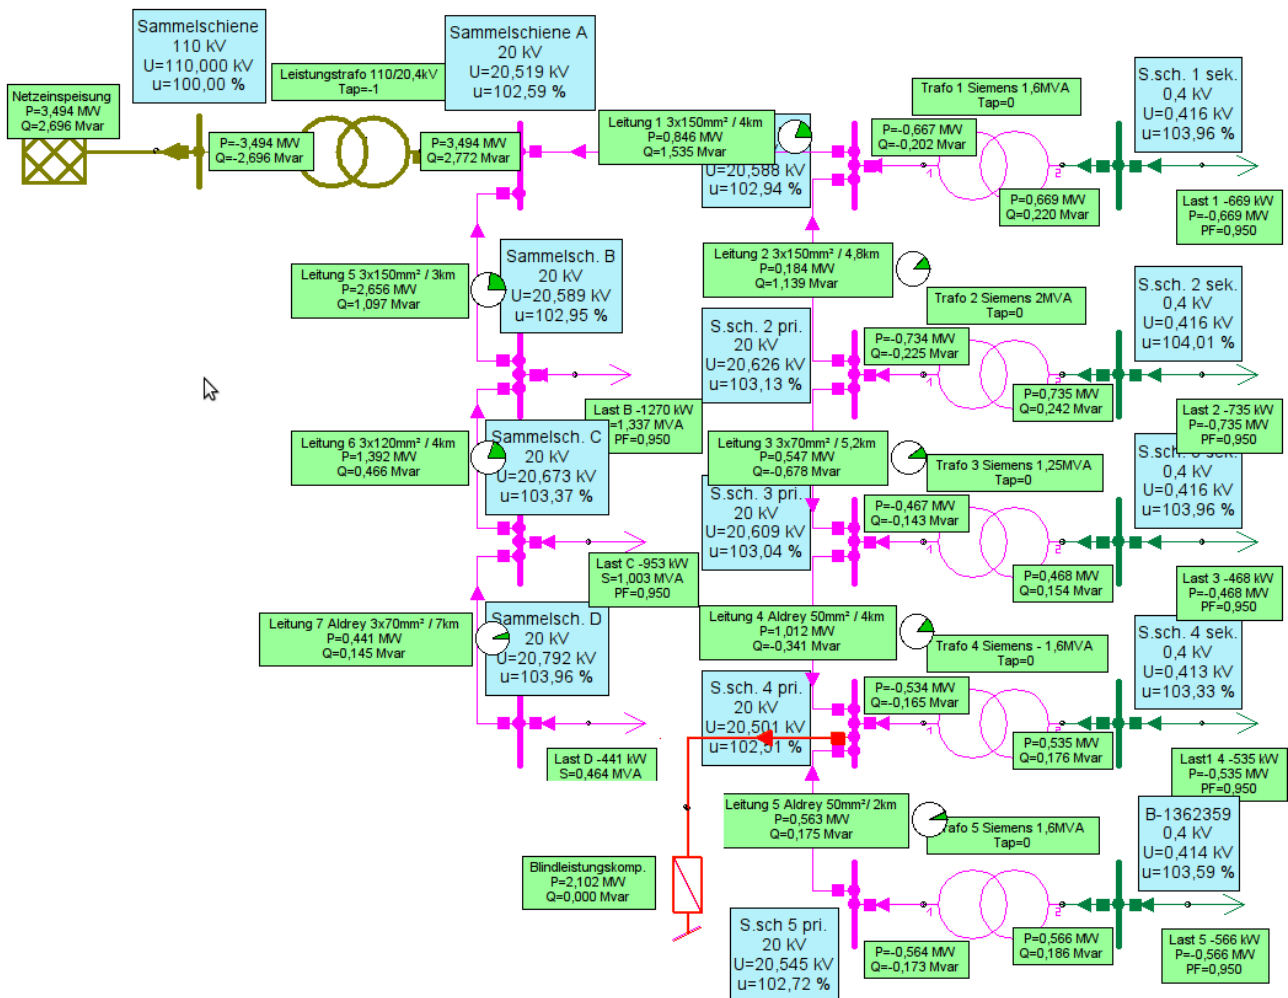 Sammelschiene
110 kV
U=110,000 kV
u=100,00 %
Sammelschiene A
20 kV
U=20,519 kV
u=102,59 %
Leistungstrafo 110/20,4kV
Tap=-1
Netzeinspeisung
P=3,494 MW
Q=2,696 Mvar
P=-3,494 MW
Q=-2,696 Mvar
P=3,494 MW
Q=2,772 Mvar
Leitung 1 3x150mm² / 4km
P=0,846 MW
Q=1,535 Mvar
U=20,588 kV
u=102,94 %
Trafo 1 Siemens 1,6MVA
Tap=0
P=-0,667 MW
Q=-0,202 Mvar
1
2
P=0,669 MW
Q=0,220 Mvar
S.sch. 1 sek.
0,4 kV
U=0,416 kV
u=103,96 %
Last 1 -669 kW
P=-0,669 MW
PF=0,950
Leitung 5 3x150mm² / 3km
P=2,656 MW
Q=1,097 Mvar
Sammelsch. B
20 kV
U=20,589 kV
u=102,95 %
Leitung 2 3x150mm² / 4,8km
P=0,184 MW
Q=1,139 Mvar
Trafo 2 Siemens 2MVA
Tap=0
S.sch. 2 sek.
0,4 kV
U=0,416 kV
u=104,01 %
S.sch. 2 pri.
20 kV
U=20,626 kV
u=103,13 %
P=-0,734 MW
Q=-0,225 Mvar
1
2
P=0,735 MW
Q=0,242 Mvar
Last B -1270 kW
=1,337 MVA
PF=0,950
Last 2 -735 kW
P=-0,735 MW
PF=0,950
Leitung 6 3x120mm² / 4km
P=1,392 MW
Q=0,466 Mvar
Sammelsch. C
20 kV
U=20,673 kV
u=103,37 %
Leitung 3 3x70mm² / 5,2km
P=0,547 MW
Q=-0,678 Mvar
Trafo 3 Siemens 1,25MVA
Tap=0
0,4 kV
U=0,416 kV
u=103,96 %
S.sch. 3 pri.
20 kV
U=20,609 kV
u=103,04 %
P=-0,467 MW
Q=-0,143 Mvar
1
2
P=0,468 MW
Q=0,154 Mvar
Last C -953 kW
S=1,003 MVA
PF=0,950
Last 3 -468 kW
P=-0,468 MW
PF=0,950
Leitung 7 Aldrey 3x70mm² / 7km
P=0,441 MW
Q=0,145 Mvar
Sammelsch. D
20 kV
U=20,792 kV
u=103,96 %
Leitung 4 Aldrey 50mm² / 4km
P=1,012 MW
Q=-0,341 Mvar
Trafo 4 Siemens - 1,6MVA
Tap=0
S.sch. 4 sek.
0,4 kV
U=0,413 kV
u=103,33 %
S.sch. 4 pri.
20 kV
U=20,501 kV
u=102,51 %
P=-0,534 MW
Q=-0,165 Mvar
1
2
P=0,535 MW
Q=0,176 Mvar
Last D -441 kW
S=0,464 MVA
Last1 4 -535 kW
P=-0,535 MW
PF=0,950
Leitung 5 Aldrey 50mm²/ 2km
P=0,563 MW
Q=0,175 Mvar
Trafo 5 Siemens 1,6MVA
Tap=0
B-1362359
0,4 kV
U=0,414 kV
u=103,59 %
Blindleistungskomp.
P=2,102 MW
Q=0,000 Mvar
S.sch 5 pri.
20 kV
U=20,545 kV
u=102,72 %
1
2
P=-0,564 MW
Q=-0,173 Mvar
P=0,566 MW
Q=0,186 Mvar
Last 5 -566 kW
P=-0,566 MW
PF=0,950